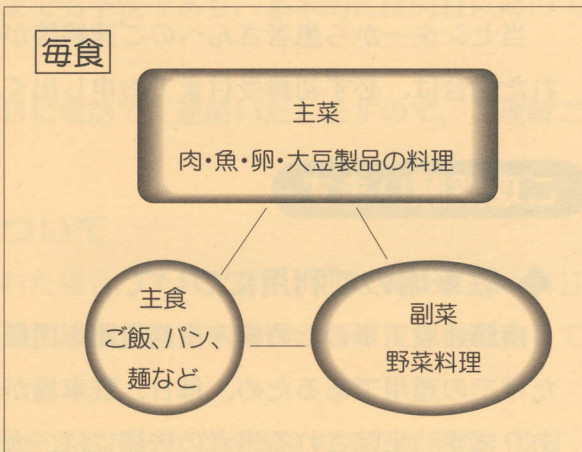 毎食
主菜
肉・魚・卵・大豆製品の料理
主食
ご飯、パン、
麺など
副菜
野菜料理